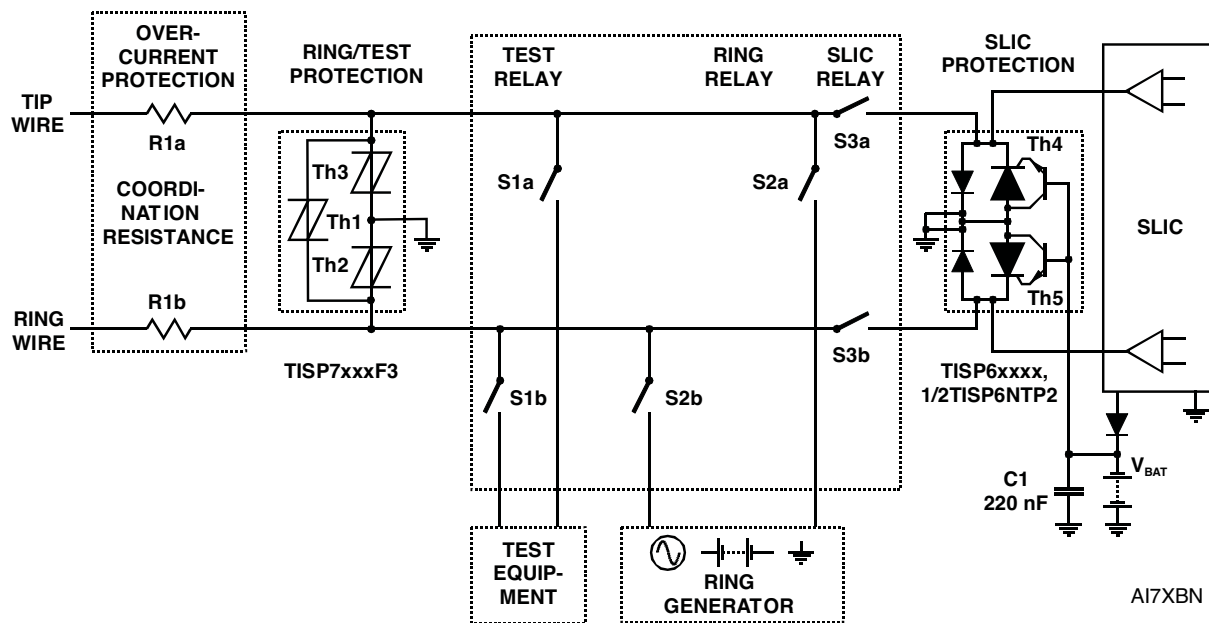 OVER-
CURRENT
PROTECTION
RING/TEST
PROTECTION
TEST
RELAY
RING
RELAY
SLIC
RELAY
SLIC
PROTECTION
TIP
WIRE
R1a
COORDI-
NATION
RESISTANCE
R1b
RING
WIRE
Th3
Th1
Th2
TISP7xxxF3
S1a
S2a
S3a
S1b
S2b
S3b
Th4
Th5
SLIC
TISP6xxxx,
1/2TISP6NTP2
C1
220 nF
VBAT
TEST
EQUIP-
MENT
RING
GENERATOR
AI7XBN